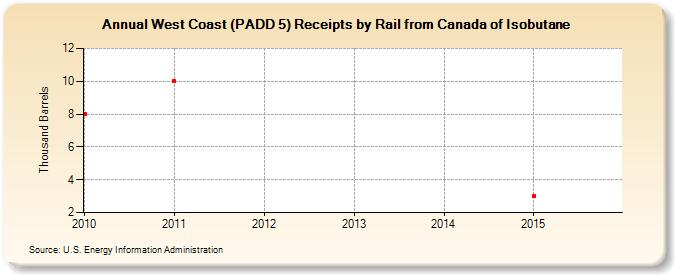 Annual West Coast (PADD 5) Receipts by Rail from Canada of Isobutane
Thousand Barrels
12
10
8
6
4
2
2010 2011 2012 2013 2014 2015
Source: U.S. Energy Information Administration